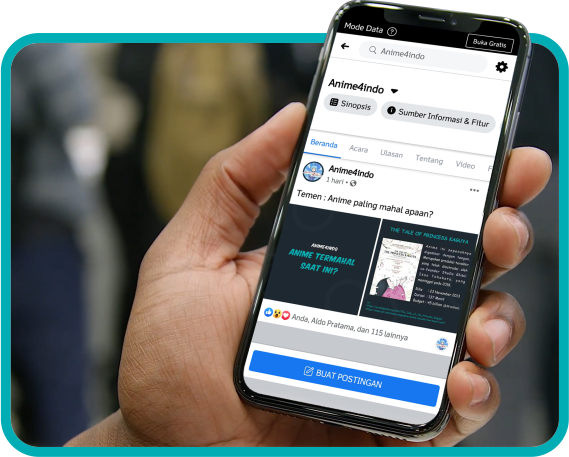 Mode Data
Buka Gratis
Anime4indo
Anime4indo
Sinopsis
Sumber Informasi & Fitur
Beranda
Acara
Ulasan
Tentang
Video
Anime4indo
1 hari
Temen : Anime paling mahal apaan?
ANIME4INDO
ANIME TERMAHAL
SAAT INI?
THE TALE OF PRINCESS KAGUYA
Anda, Aldo Pratama, dan 115 lainnya
BUAT POSTINGAN